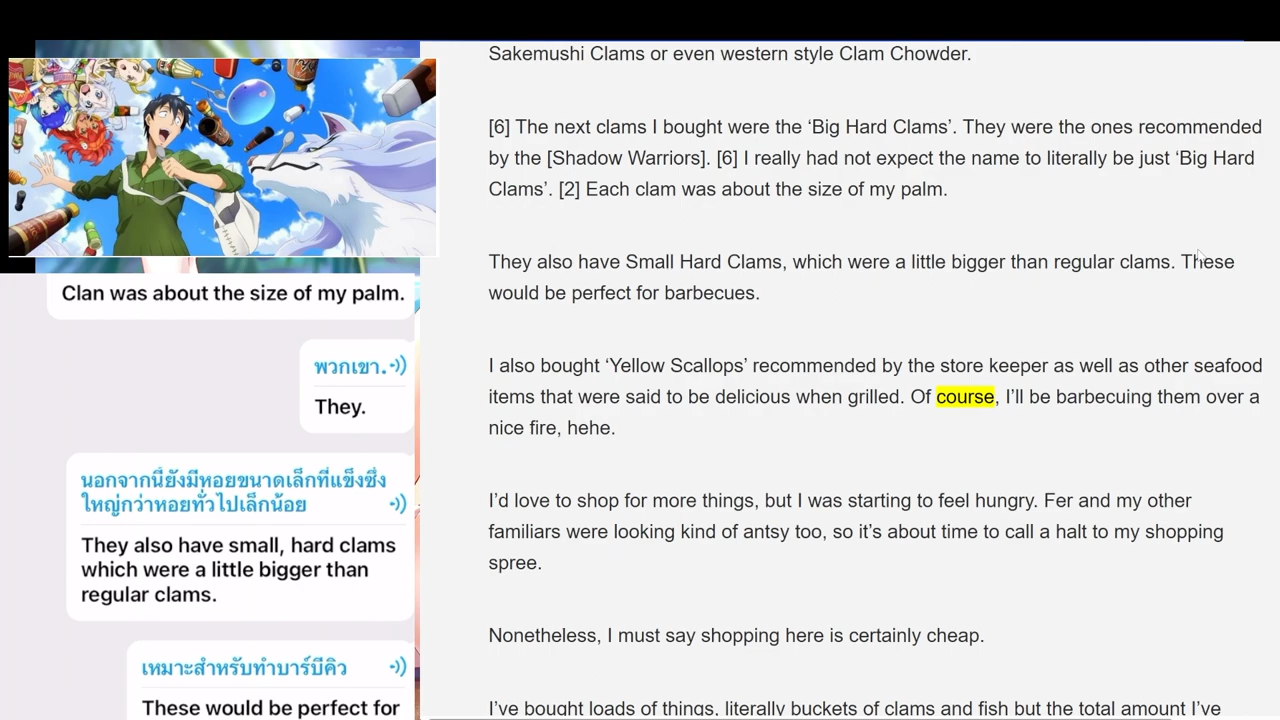 Clan was about the size of my palm.
พวกเขา.
They.
นอกจากนี้ยังมีหอยขนาดเล็กที่แข็งซึ่ง
ใหญ่กว่าหอยทั่วไปเล็กน้อย
They also have small, hard clams
which were a little bigger than
regular clams.
เหมาะสำหรับทำบาร์บีคิว
These would be perfect for
Sakemushi Clams or even western style Clam Chowder.
[6] The next clams I bought were the ‘Big Hard Clams’. They were the ones recommended
by the [Shadow Warriors]. [6] I really had not expect the name to literally be just ‘Big Hard
Clams’. [2] Each clam was about the size of my palm.
They also have Small Hard Clams, which were a little bigger than regular clams. These
would be perfect for barbecues.
I also bought ‘Yellow Scallops’ recommended by the store keeper as well as other seafood
items that were said to be delicious when grilled. Of course, I’ll be barbecuing them over a
nice fire, hehe.
I’d love to shop for more things, but I was starting to feel hungry. Fer and my other
familiars were looking kind of antsy too, so it’s about time to call a halt to my shopping
spree.
Nonetheless, I must say shopping here is certainly cheap.
I’ve bought loads of things, literally buckets of clams and fish but the total amount I’ve